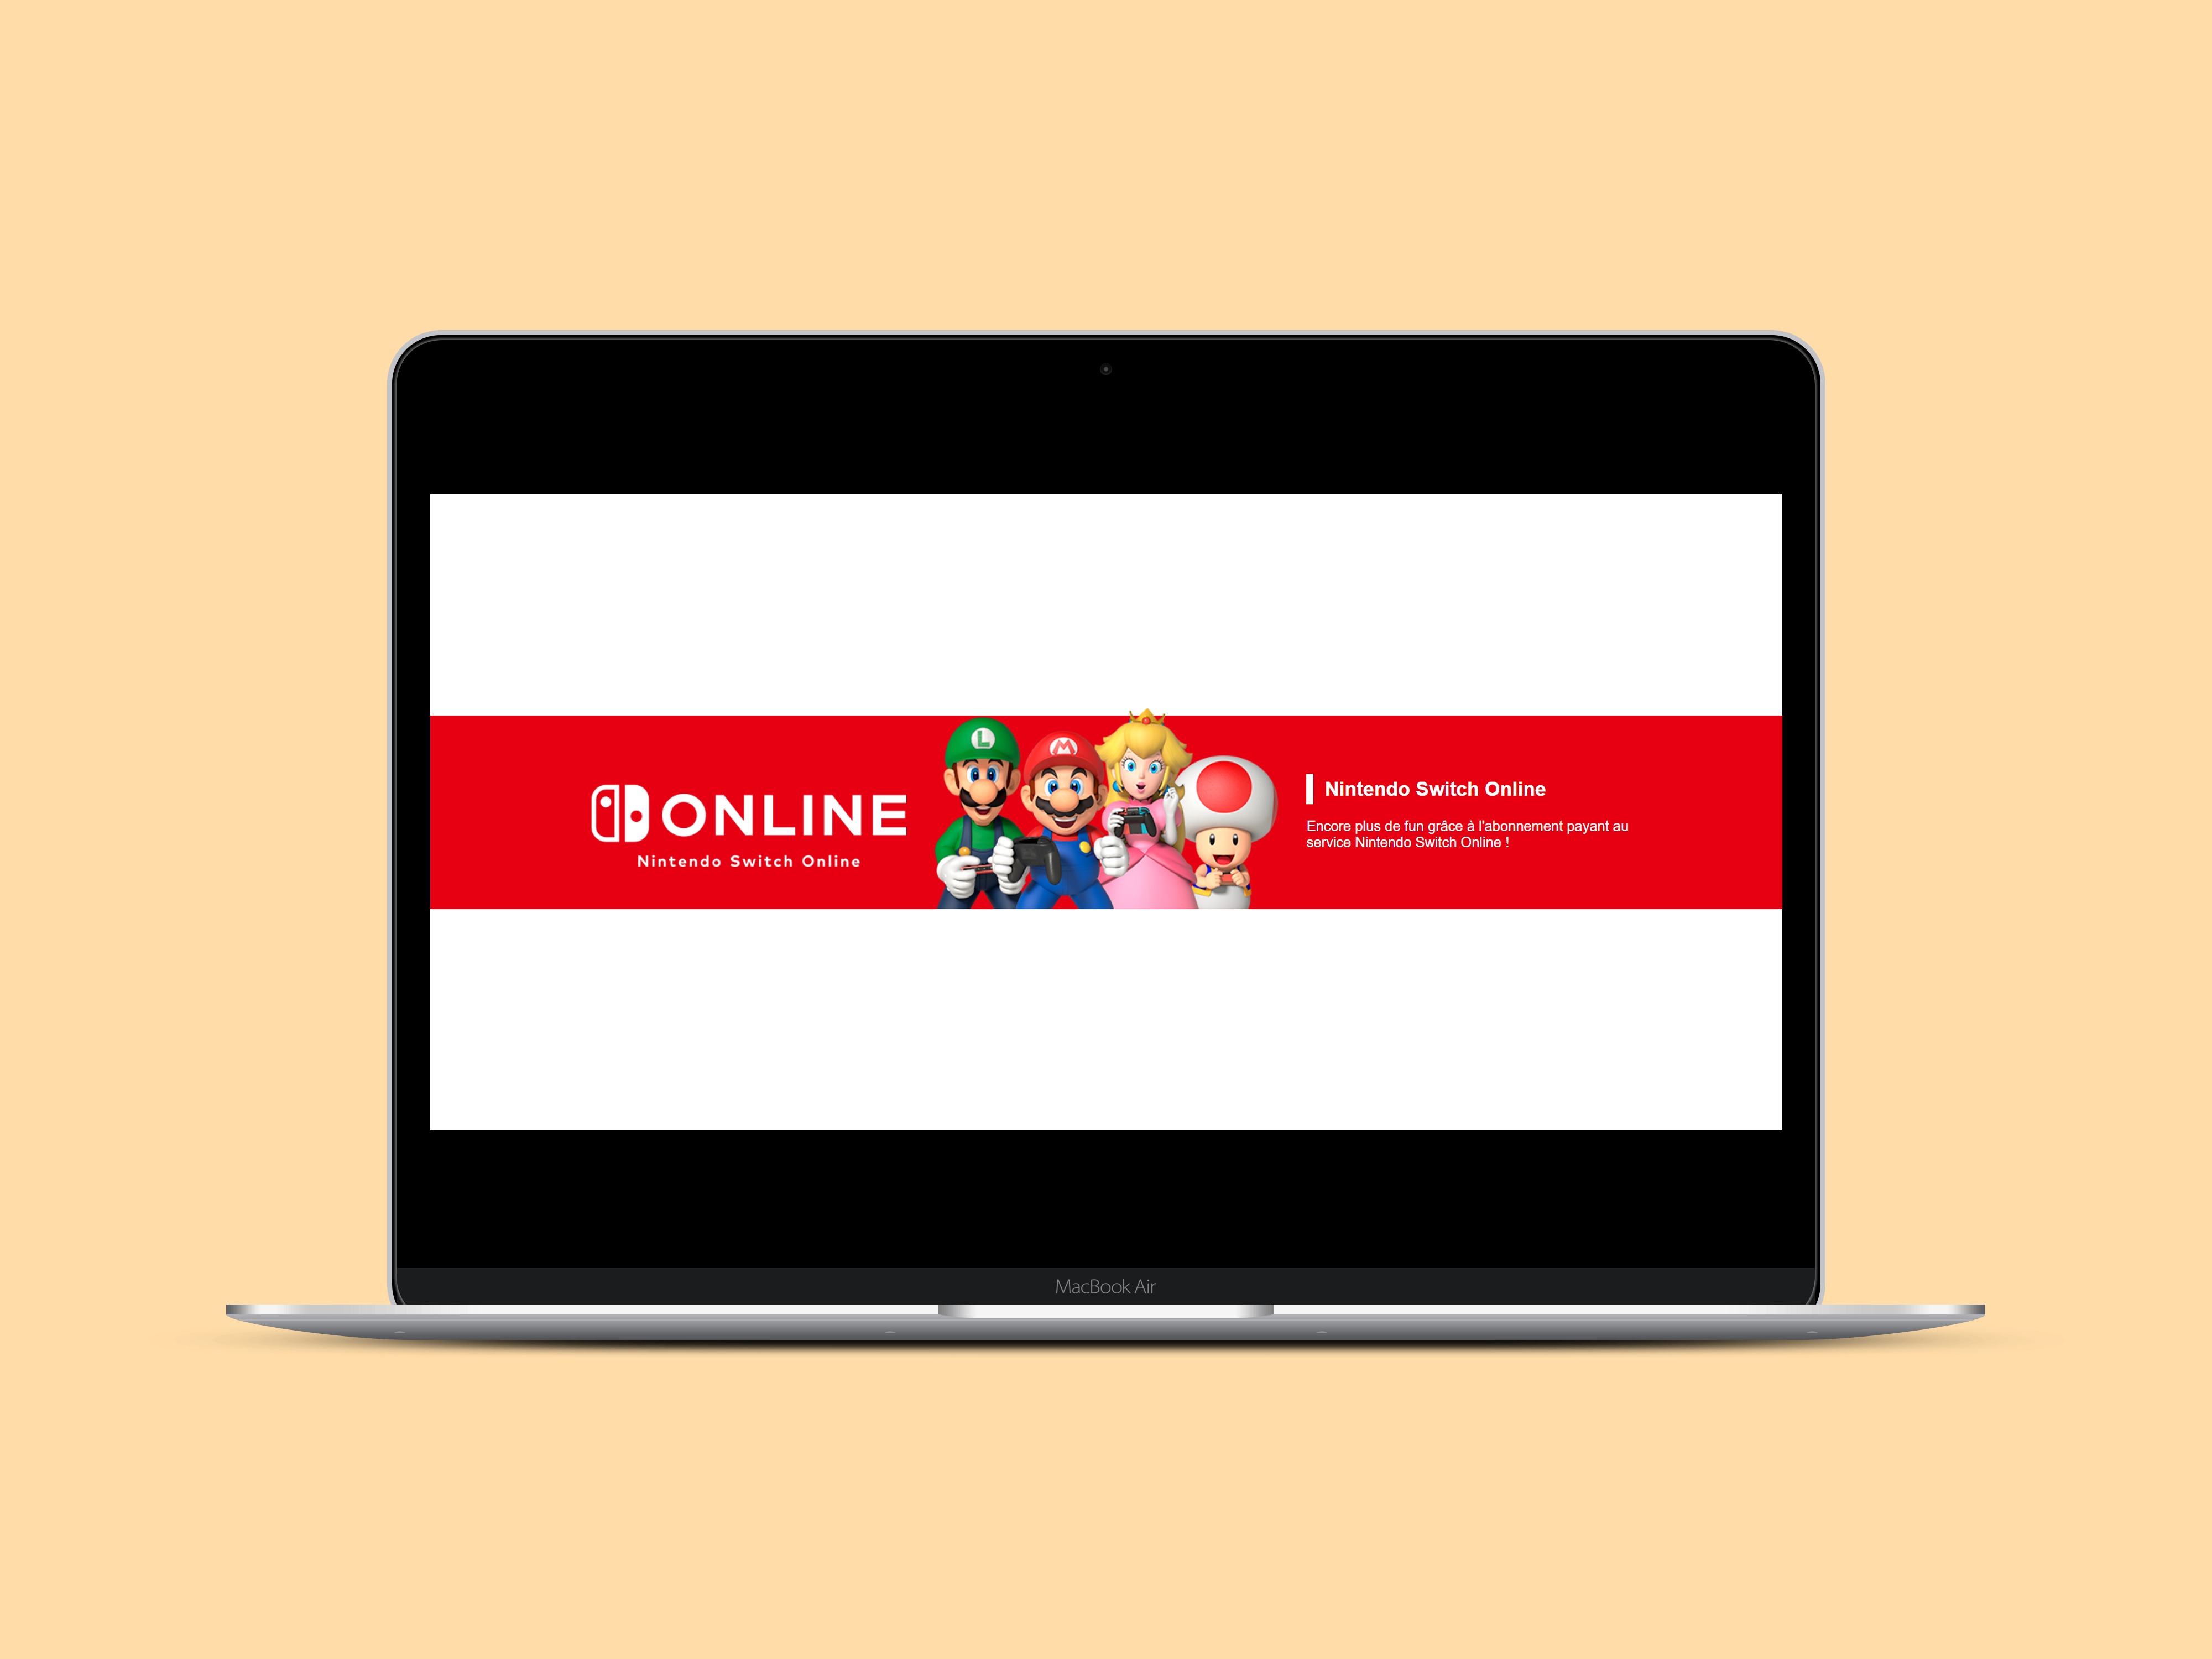 L
M
ONLINE
Nintendo Switch Online
Nintendo Switch Online
Encore plus de fun grâce à l'abonnement payant au
service Nintendo Switch Online !
MacBook Air